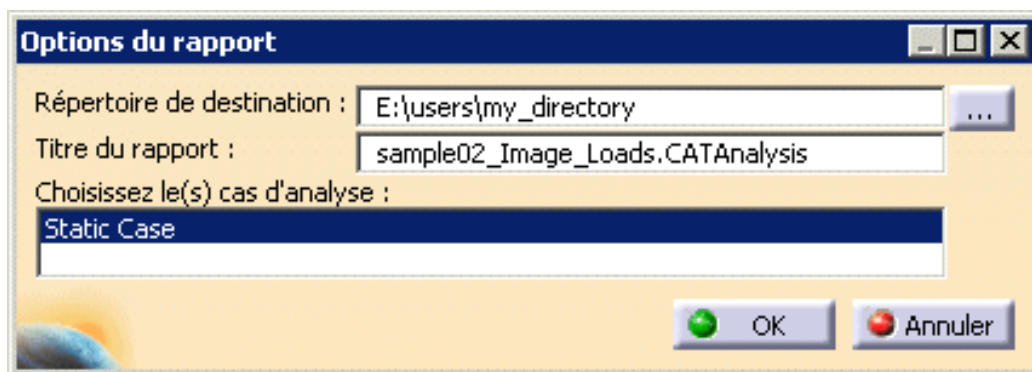 Options du rapport
Répertoire de destination : E:\users\my_directory ...
Titre du rapport : sample02_Image_Loads.CATAnalysis
Choisissez le(s) cas d'analyse :
Static Case
OK Annuler